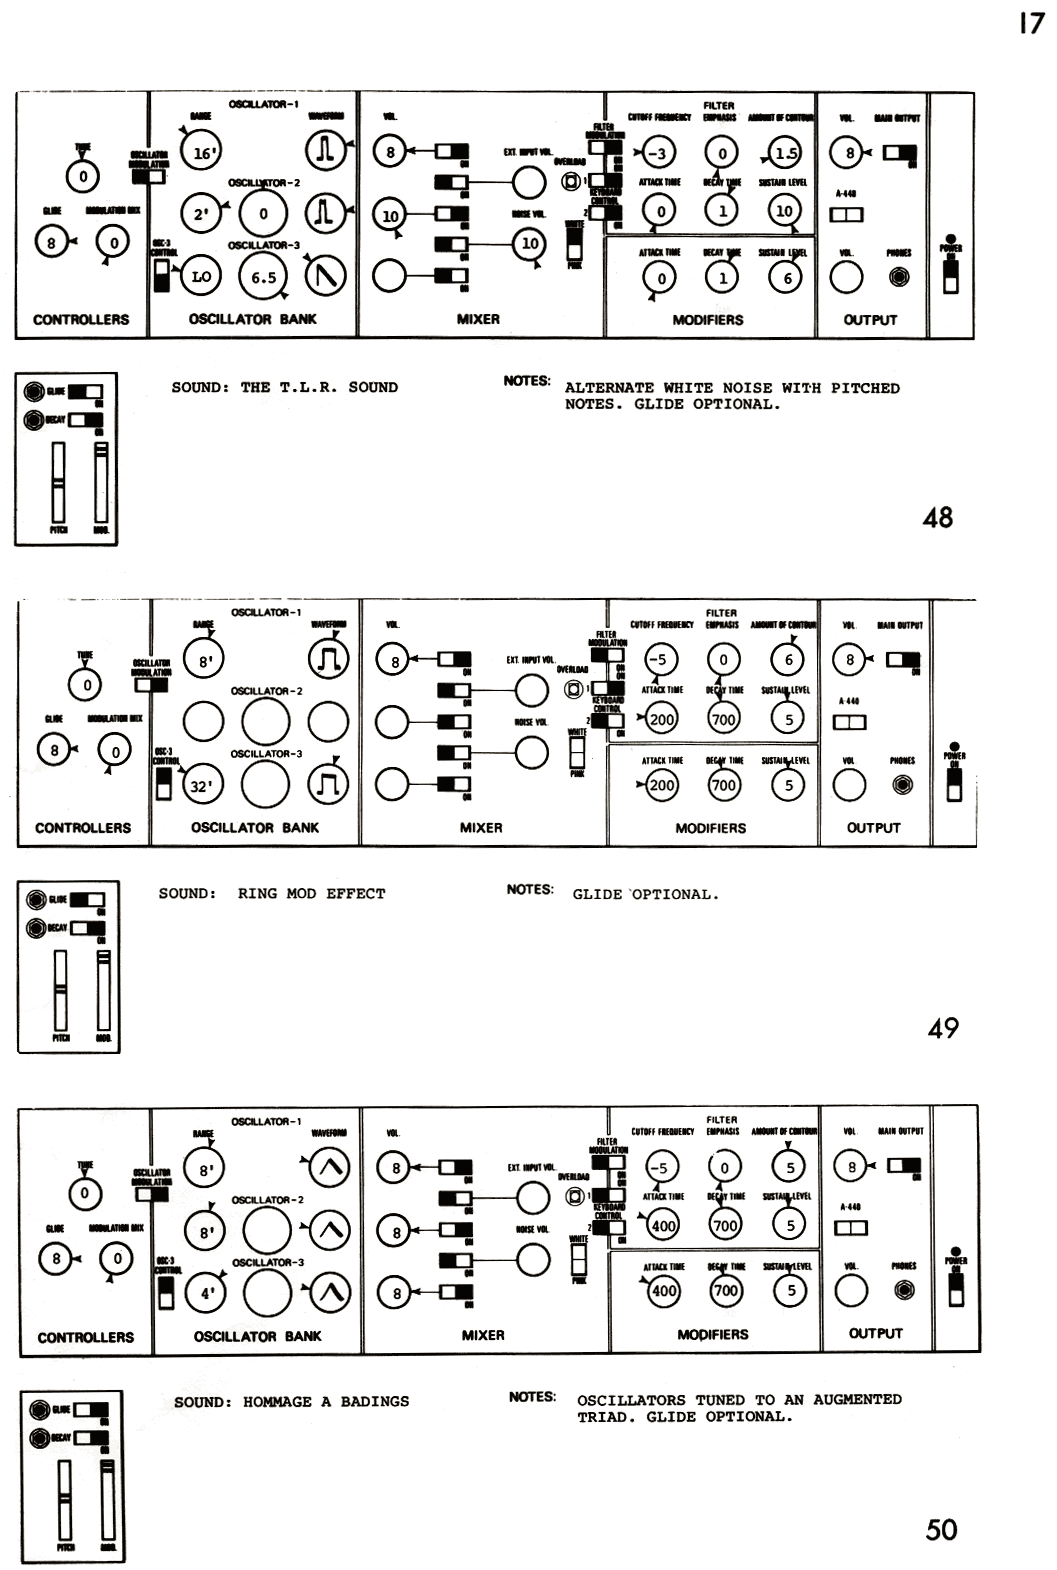 17
OSCILLATOR-1
FILTER
RANGE WAVEFORM VOL. CUTOFF FREQUENCY EMPHASIS AMOUNT OF CONTOUR VOL. MAIN OUTPUT
FILTER MODULATION
TUNE OSCILLATOR MODULATION 16' 8 ON EXT. INPUT VOL. OVERLOAD ON -3 0 1.5 8 ON
0 OSCILLATOR-2 ON 1 KEYBOARD CONTROL ATTACK TIME DECAY TIME SUSTAIN LEVEL A-440
GLIDE MODULATION MIX 2' 0 10 ON NOISE VOL. 2 ON 0 1 10
8 0 OSC-3 CONTROL OSCILLATOR-3 ON 10 WHITE PINK ATTACK TIME DECAY TIME SUSTAIN LEVEL VOL. PHONES POWER ON
LO 6.5 ON 0 1 6
CONTROLLERS OSCILLATOR BANK MIXER MODIFIERS OUTPUT
GLIDE ON
DECAY ON
PITCH MOD.
SOUND: THE T.L.R. SOUND
NOTES: ALTERNATE WHITE NOISE WITH PITCHED
NOTES. GLIDE OPTIONAL.
48
OSCILLATOR-1
FILTER
RANGE WAVEFORM VOL. CUTOFF FREQUENCY EMPHASIS AMOUNT OF CONTOUR VOL. MAIN OUTPUT
FILTER MODULATION
TUNE OSCILLATOR MODULATION 8' 8 ON EXT. INPUT VOL. OVERLOAD ON -5 0 6 8 ON
0 OSCILLATOR-2 ON 1 ON KEYBOARD CONTROL ATTACK TIME DECAY TIME SUSTAIN LEVEL A-440
GLIDE MODULATION MIX ON NOISE VOL. 2 ON 200 700 5
8 0 OSC-3 CONTROL OSCILLATOR-3 ON WHITE PINK ATTACK TIME DECAY TIME SUSTAIN LEVEL VOL. PHONES POWER ON
32' ON 200 700 5
CONTROLLERS OSCILLATOR BANK MIXER MODIFIERS OUTPUT
GLIDE ON
DECAY ON
PITCH MOD.
SOUND: RING MOD EFFECT
NOTES: GLIDE OPTIONAL.
49
OSCILLATOR-1
FILTER
RANGE WAVEFORM VOL. CUTOFF FREQUENCY EMPHASIS AMOUNT OF CONTOUR VOL. MAIN OUTPUT
FILTER MODULATION
TUNE OSCILLATOR MODULATION 8' 8 ON EXT. INPUT VOL. OVERLOAD ON -5 0 5 8 ON
0 OSCILLATOR-2 ON 1 ON KEYBOARD CONTROL ATTACK TIME DECAY TIME SUSTAIN LEVEL A-440
GLIDE MODULATION MIX 8' 8 ON NOISE VOL. 2 ON 400 700 5
8 0 OSC-3 CONTROL OSCILLATOR-3 ON WHITE PINK ATTACK TIME DECAY TIME SUSTAIN LEVEL VOL. PHONES POWER ON
4' 8 ON 400 700 5
CONTROLLERS OSCILLATOR BANK MIXER MODIFIERS OUTPUT
GLIDE ON
DECAY ON
PITCH MOD.
SOUND: HOMMAGE A BADINGS
NOTES: OSCILLATORS TUNED TO AN AUGMENTED
TRIAD. GLIDE OPTIONAL.
50